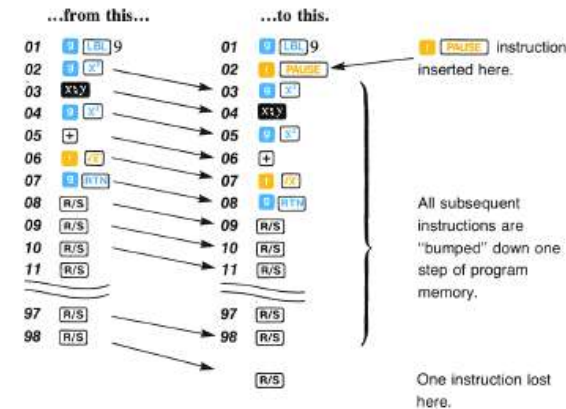 ...from this... ...to this.
01 g LBL 9 01 g LBL 9 f PAUSE instruction
02 g x² 02 f PAUSE inserted here.
03 x⇄y 03 g x²
04 g x² 04 x⇄y
05 + 05 g x²
06 f √x 06 +
07 g RTN 07 f √x
08 R/S 08 g RTN All subsequent
09 R/S 09 R/S instructions are
10 R/S 10 R/S "bumped" down one
11 R/S 11 R/S step of program
memory.
97 R/S 97 R/S
98 R/S 98 R/S
R/S One instruction lost
here.